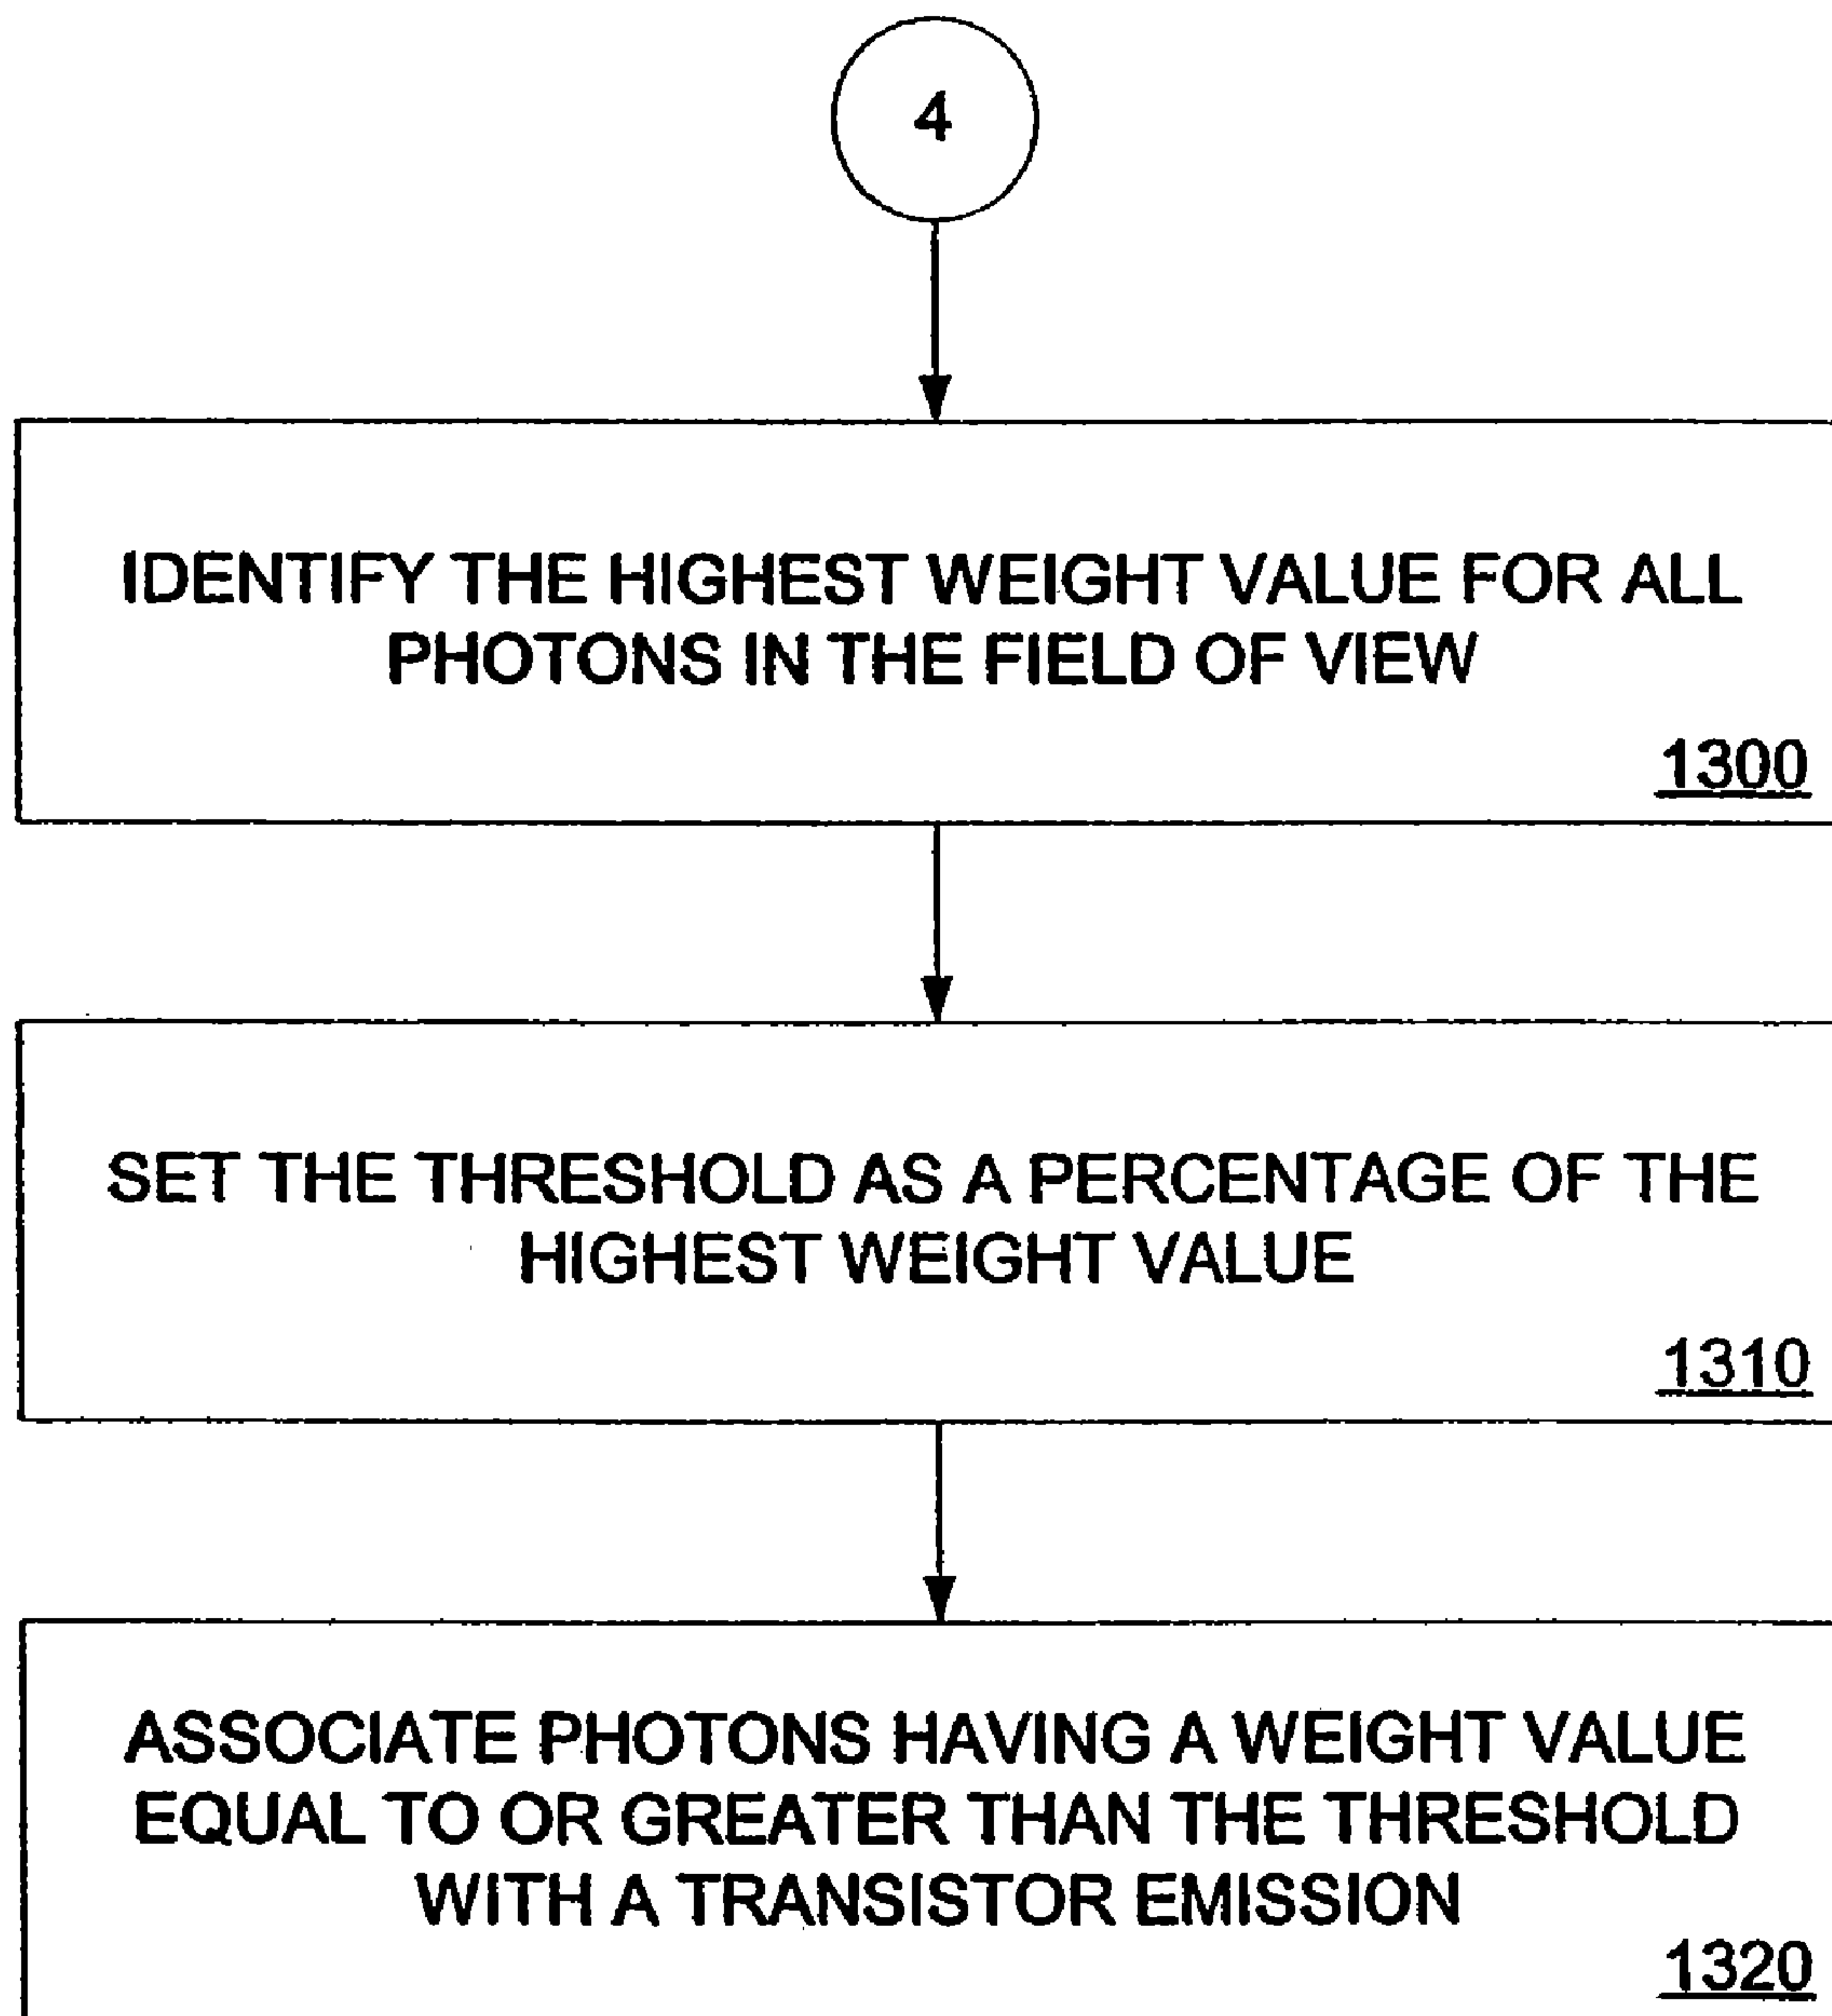 4
IDENTIFY THE HIGHEST WEIGHT VALUE FOR ALL
PHOTONS IN THE FIELD OF VIEW
1300
SET THE THRESHOLD AS A PERCENTAGE OF THE
HIGHEST WEIGHT VALUE
1310
ASSOCIATE PHOTONS HAVING A WEIGHT VALUE
EQUAL TO OR GREATER THAN THE THRESHOLD
WITH A TRANSISTOR EMISSION
1320